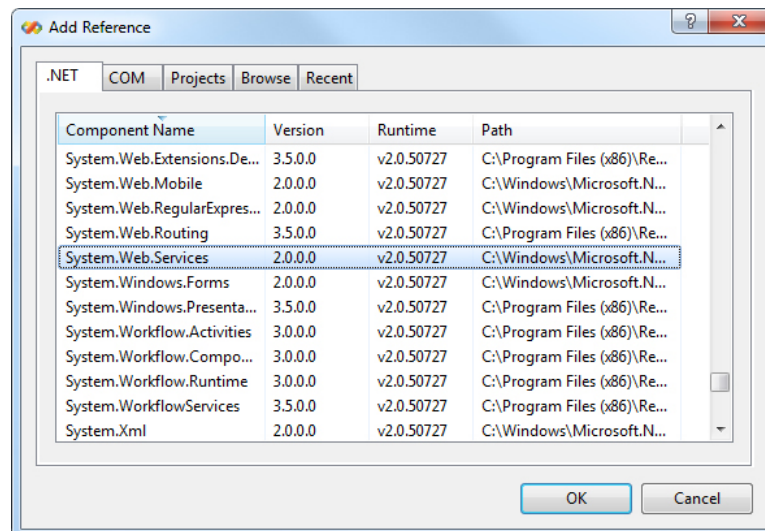 Add Reference
.NET COM Projects Browse Recent
Component Name Version Runtime Path
System.Web.Extensions.De... 3.5.0.0 v2.0.50727 C:\Program Files (x86)\Re...
System.Web.Mobile 2.0.0.0 v2.0.50727 C:\Windows\Microsoft.N...
System.Web.RegularExpres... 2.0.0.0 v2.0.50727 C:\Windows\Microsoft.N...
System.Web.Routing 3.5.0.0 v2.0.50727 C:\Program Files (x86)\Re...
System.Web.Services 2.0.0.0 v2.0.50727 C:\Windows\Microsoft.N...
System.Windows.Forms 2.0.0.0 v2.0.50727 C:\Windows\Microsoft.N...
System.Windows.Presenta... 3.5.0.0 v2.0.50727 C:\Program Files (x86)\Re...
System.Workflow.Activities 3.0.0.0 v2.0.50727 C:\Program Files (x86)\Re...
System.Workflow.Compo... 3.0.0.0 v2.0.50727 C:\Program Files (x86)\Re...
System.Workflow.Runtime 3.0.0.0 v2.0.50727 C:\Program Files (x86)\Re...
System.WorkflowServices 3.5.0.0 v2.0.50727 C:\Program Files (x86)\Re...
System.Xml 2.0.0.0 v2.0.50727 C:\Windows\Microsoft.N...
OK Cancel